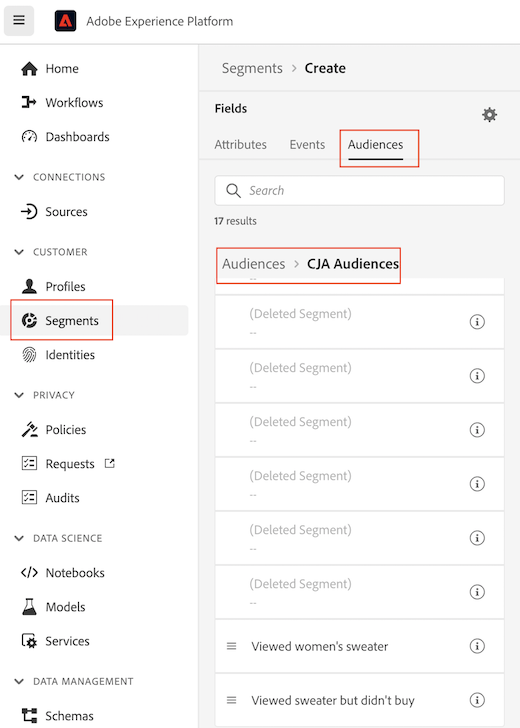 Adobe Experience Platform
Home
Workflows
Dashboards
CONNECTIONS
Sources
CUSTOMER
Profiles
Segments
Identities
PRIVACY
Policies
Requests
Audits
DATA SCIENCE
Notebooks
Models
Services
DATA MANAGEMENT
Schemas
Segments > Create
Fields
Attributes Events Audiences
Search
17 results
Audiences > CJA Audiences
--
(Deleted Segment)
--
(Deleted Segment)
--
(Deleted Segment)
--
(Deleted Segment)
--
(Deleted Segment)
--
(Deleted Segment)
--
Viewed women's sweater
Viewed sweater but didn't buy